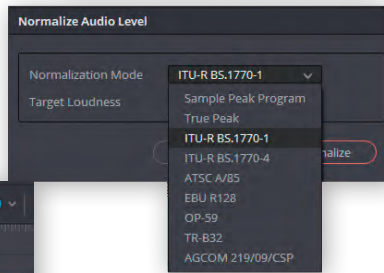 Normalize Audio Level
Normalization Mode ITU-R BS.1770-1
Target Loudness
Sample Peak Program
True Peak
ITU-R BS.1770-1
ITU-R BS.1770-4
ATSC A/85
EBU R128
OP-59
TR-B32
AGCOM 219/09/CSP